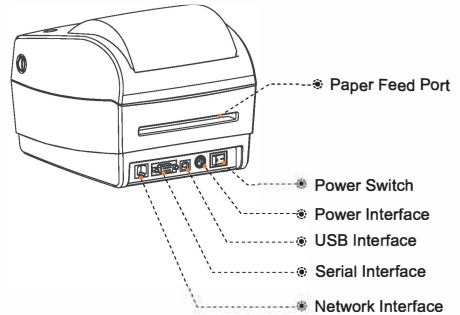 Paper Feed Port
Power Switch
Power Interface
USB Interface
Serial Interface
Network Interface